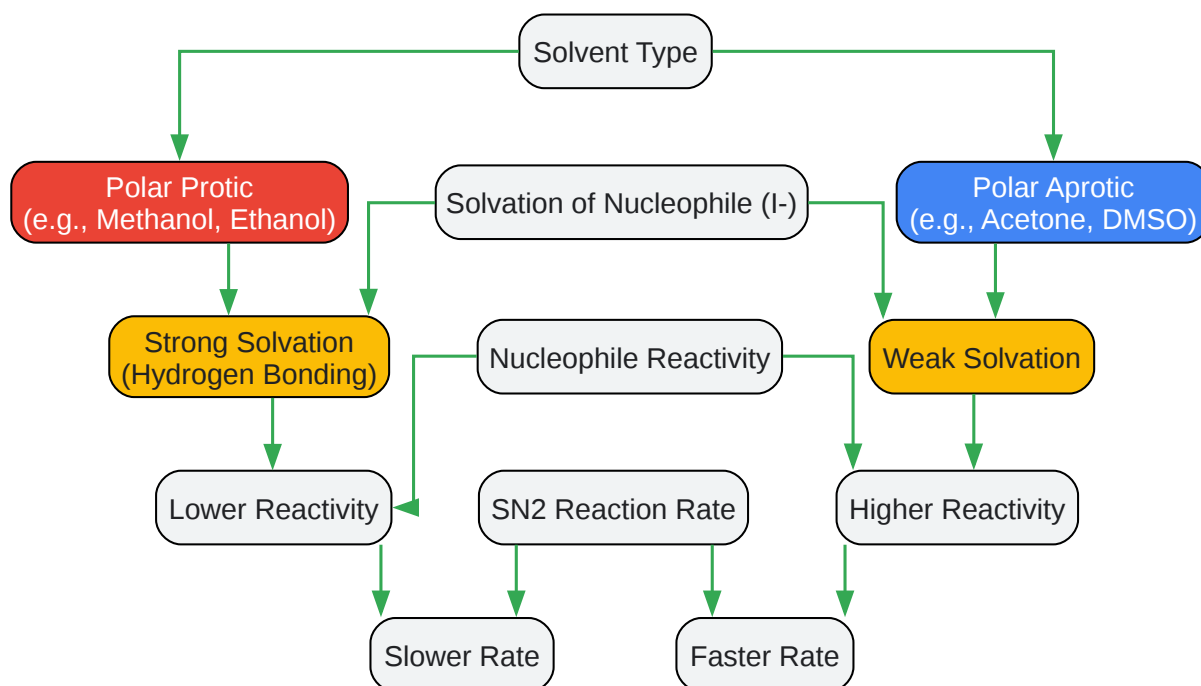 Solvent Type
Polar Protic
(e.g., Methanol, Ethanol)
Solvation of Nucleophile (I-)
Polar Aprotic
(e.g., Acetone, DMSO)
Strong Solvation
(Hydrogen Bonding)
Nucleophile Reactivity
Weak Solvation
Lower Reactivity
SN2 Reaction Rate
Higher Reactivity
Slower Rate
Faster Rate